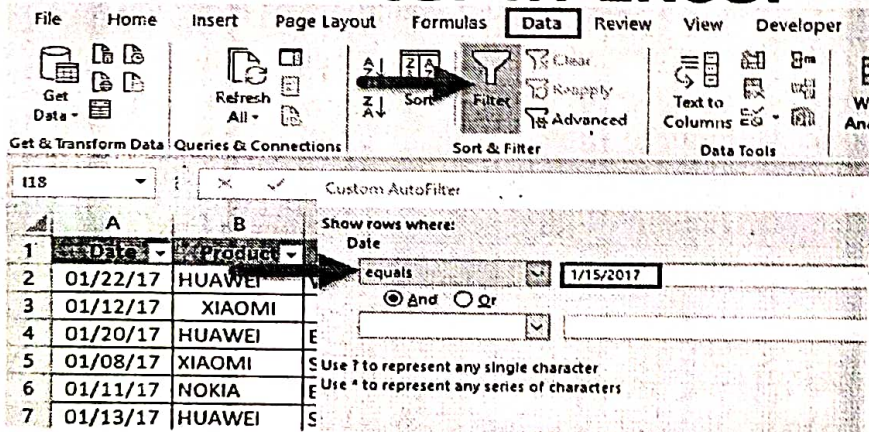 File Home Insert Page Layout Formulas Data Review View Developer
Get Data
Refresh All
Sort
Filter
Clear
Reapply
Advanced
Text to Columns
Get & Transform Data Queries & Connections Sort & Filter Data Tools
I18
Custom AutoFilter
A B
Show rows where:
Date
1 Date Product
equals 1/15/2017
2 01/22/17 HUAWEI
And Or
3 01/12/17 XIAOMI
4 01/20/17 HUAWEI E
5 01/08/17 XIAOMI S
Use ? to represent any single character
6 01/11/17 NOKIA E
Use * to represent any series of characters
7 01/13/17 HUAWEI S